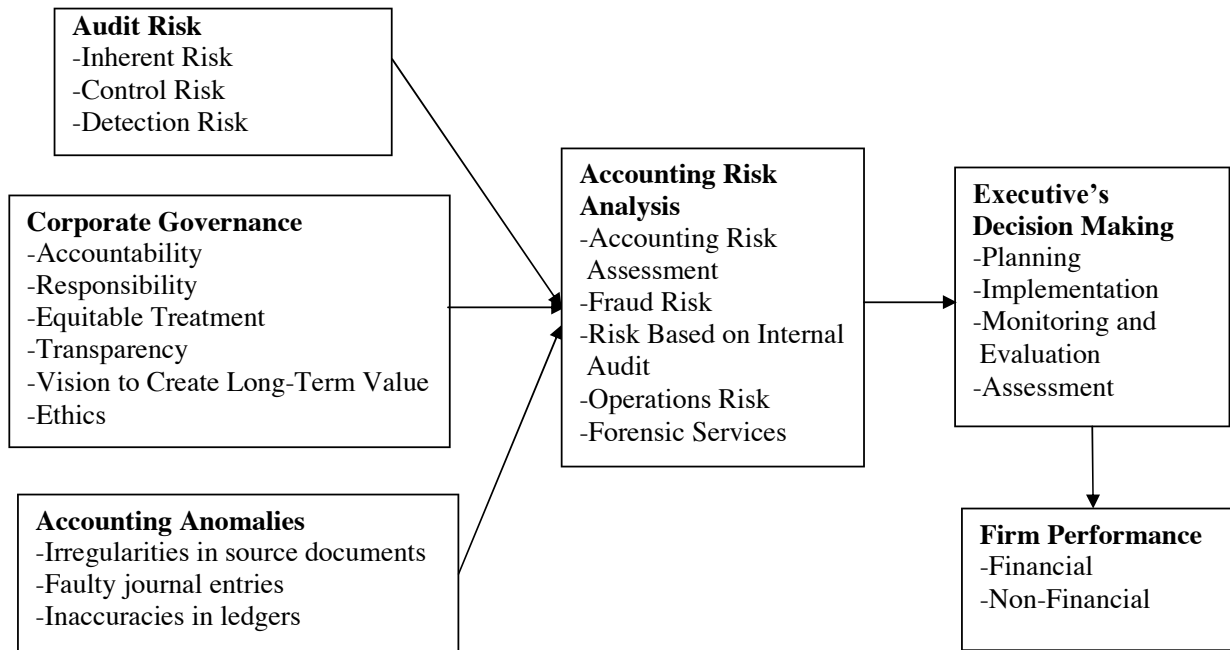 Audit Risk
-Inherent Risk
-Control Risk
-Detection Risk
Corporate Governance
-Accountability
-Responsibility
-Equitable Treatment
-Transparency
-Vision to Create Long-Term Value
-Ethics
Accounting Anomalies
-Irregularities in source documents
-Faulty journal entries
-Inaccuracies in ledgers
Accounting Risk
Analysis
-Accounting Risk
Assessment
-Fraud Risk
-Risk Based on Internal
Audit
-Operations Risk
-Forensic Services
Executive’s
Decision Making
-Planning
-Implementation
-Monitoring and
Evaluation
-Assessment
Firm Performance
-Financial
-Non-Financial